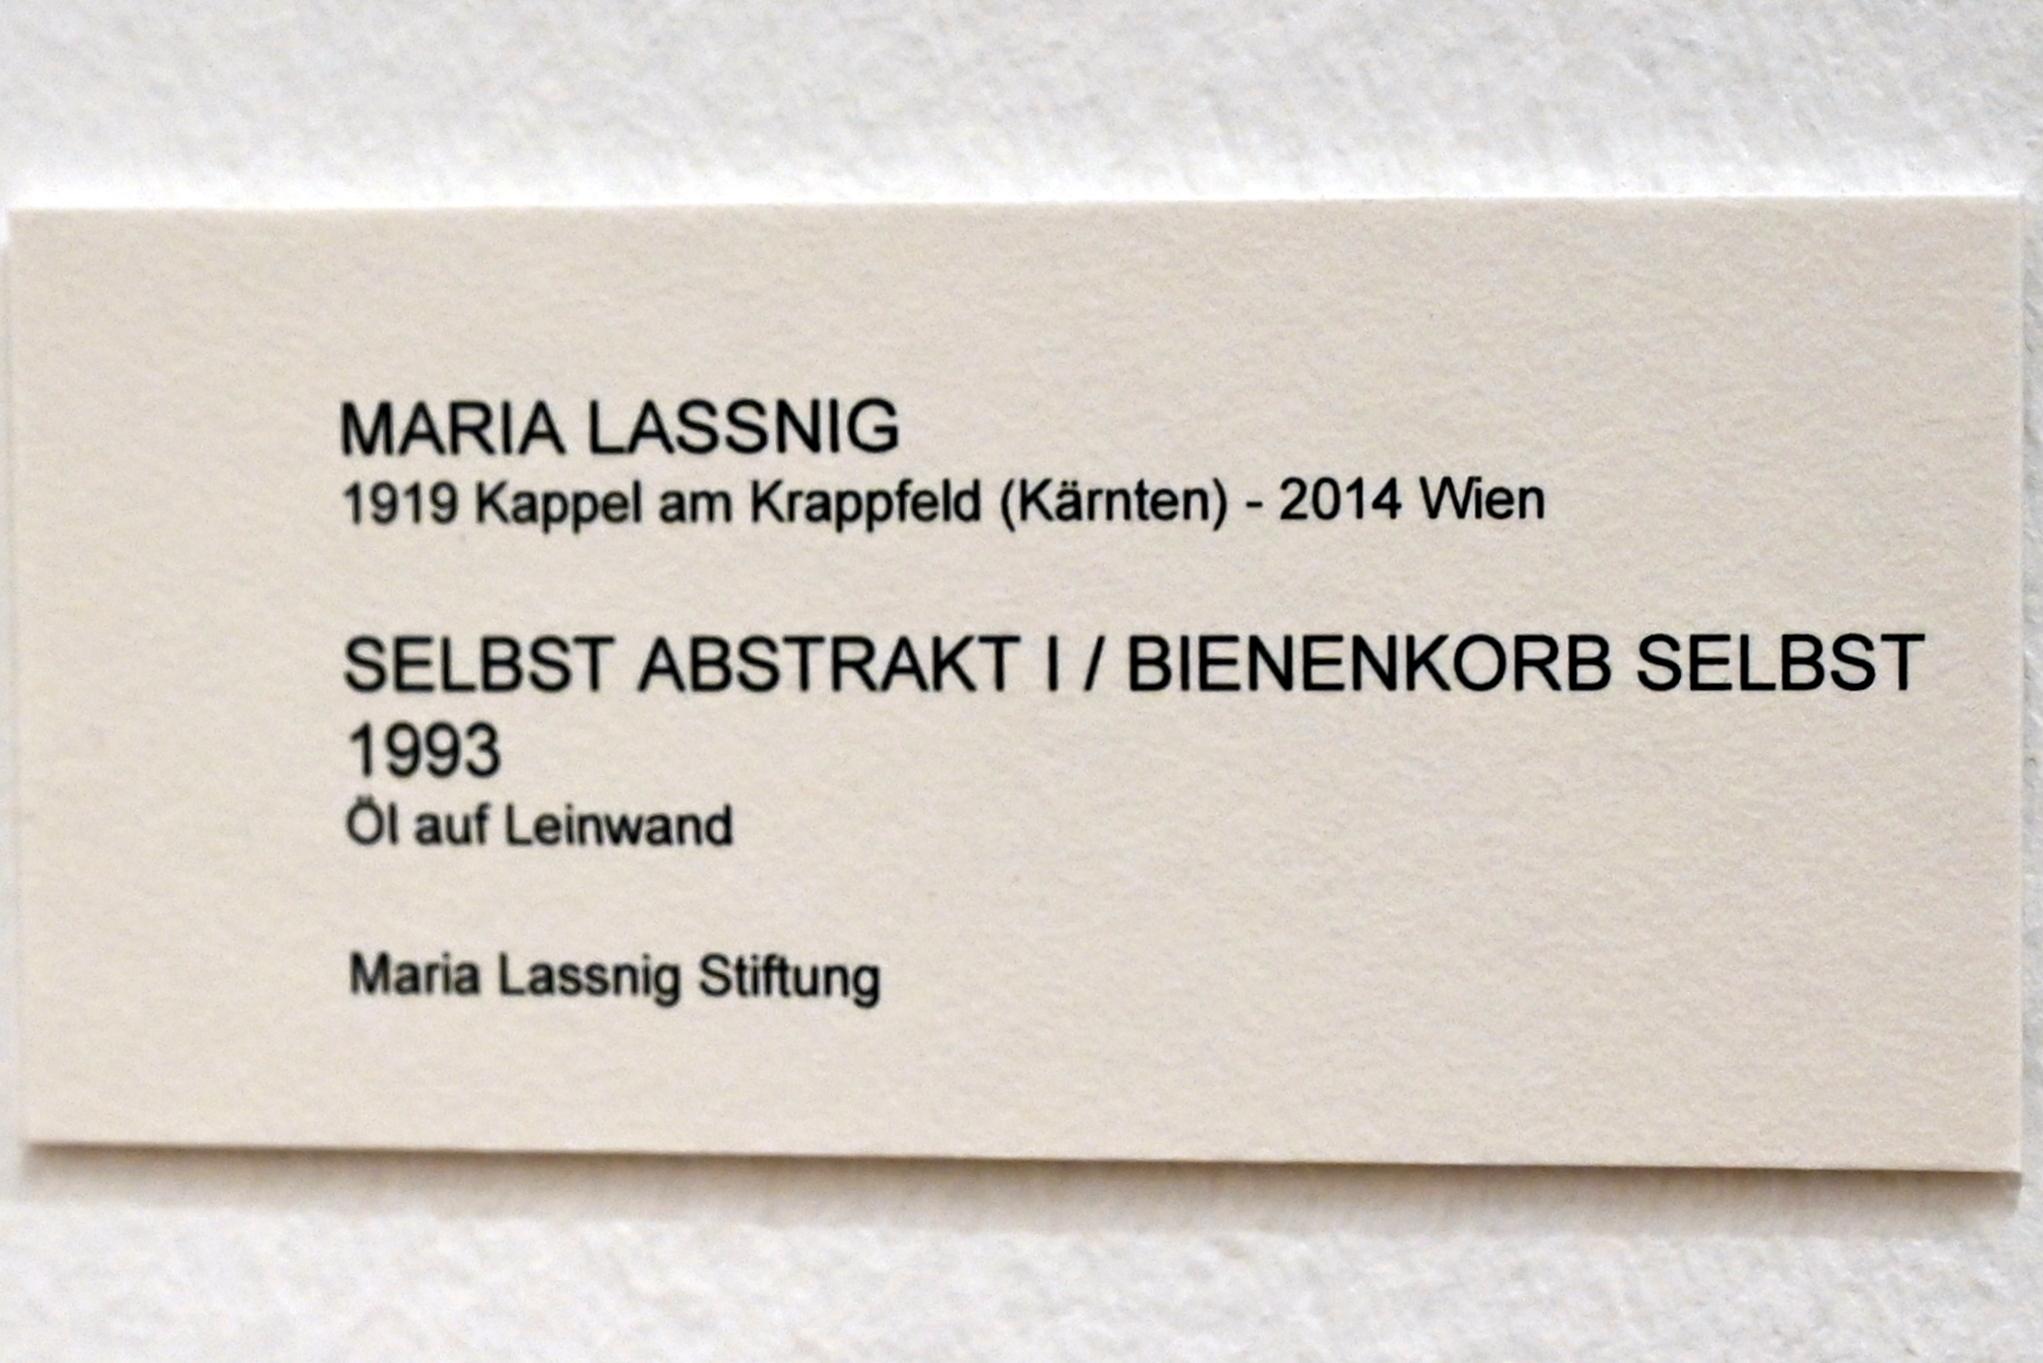 MARIA LASSNIG
1919 Kappel am Krappfeld (Kärnten) - 2014 Wien
SELBST ABSTRAKT I / BIENENKORB SELBST
1993
Öl auf Leinwand
Maria Lassnig Stiftung